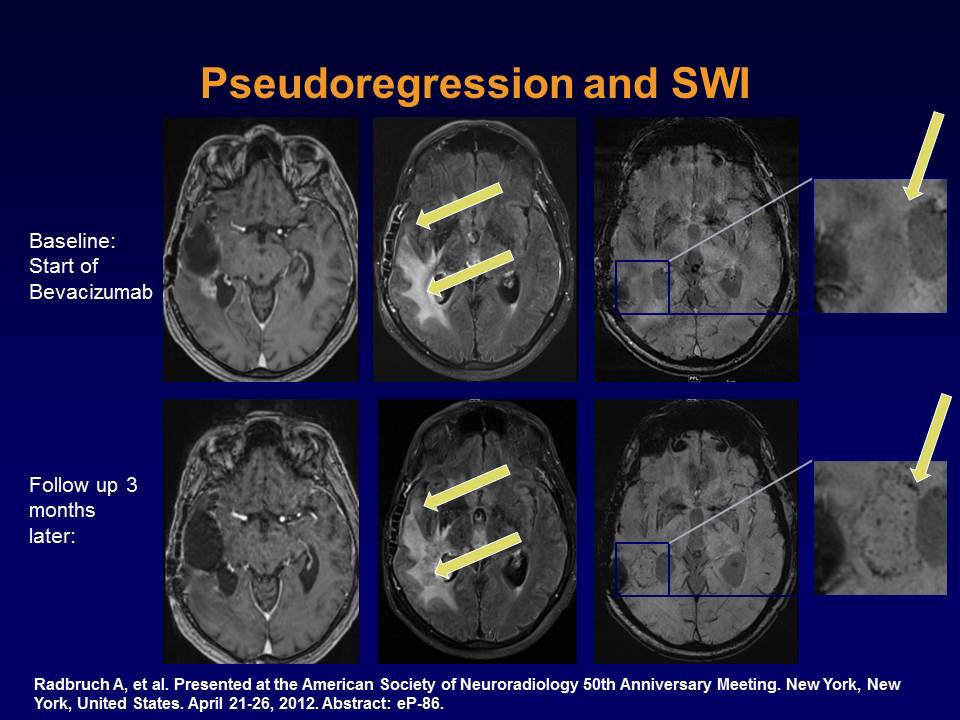 Pseudoregression and SWI
Baseline:
Start of
Bevacizumab
Follow up 3
months
later:
Radbruch A, et al. Presented at the American Society of Neuroradiology 50th Anniversary Meeting. New York, New
York, United States. April 21-26, 2012. Abstract: eP-86.